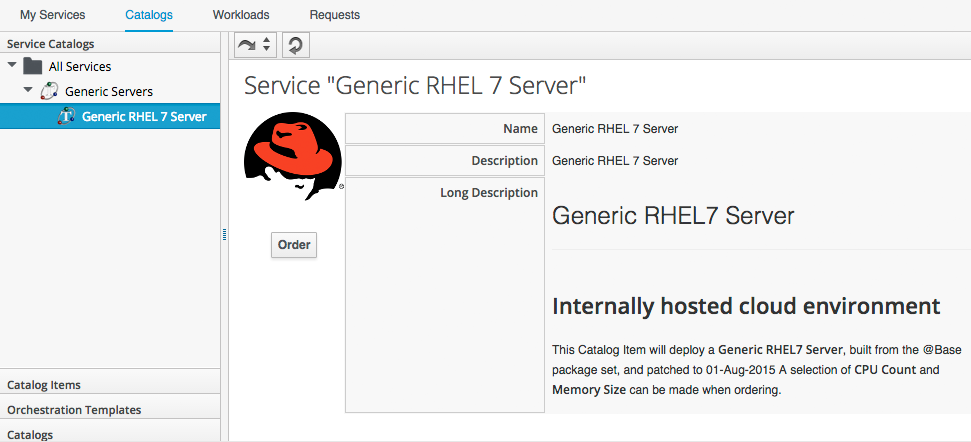 My Services Catalogs Workloads Requests
Service Catalogs
All Services
Generic Servers
Generic RHEL 7 Server
Catalog Items
Orchestration Templates
Catalogs
Service "Generic RHEL 7 Server"
®
Order
Name Generic RHEL 7 Server
Description Generic RHEL 7 Server
Long Description
Generic RHEL7 Server
Internally hosted cloud environment
This Catalog Item will deploy a Generic RHEL7 Server, built from the @Base
package set, and patched to 01-Aug-2015 A selection of CPU Count and
Memory Size can be made when ordering.